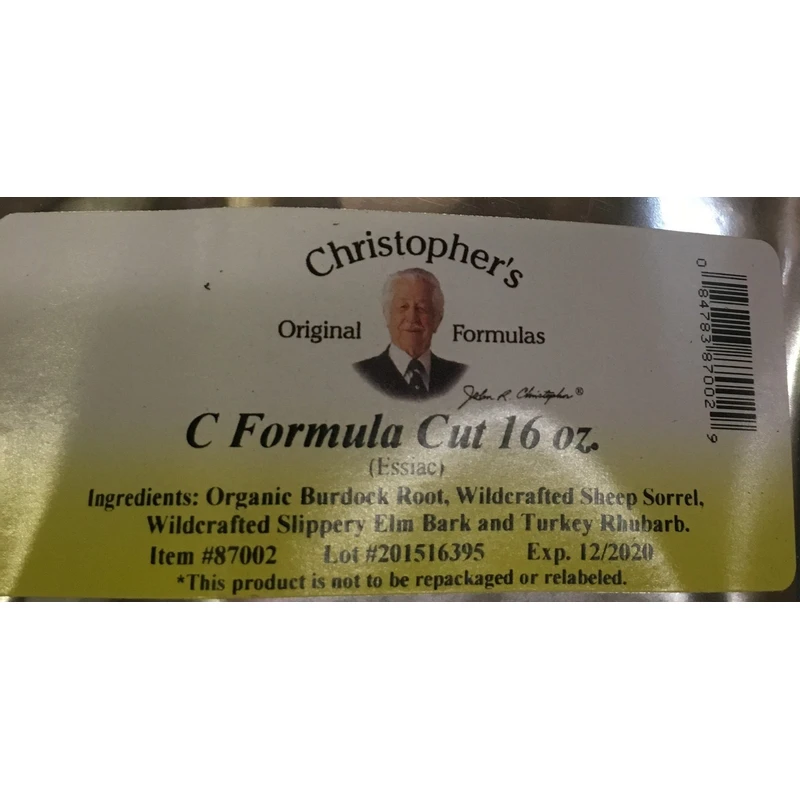 Christopher's
Original Formulas
John R. Christopher®
C Formula Cut 16 oz.
(Essiac)
Ingredients: Organic Burdock Root, Wildcrafted Sheep Sorrel,
Wildcrafted Slippery Elm Bark and Turkey Rhubarb.
Item #87002 Lot #201516395 Exp. 12/2020
*This product is not to be repackaged or relabeled.
0 84783 87002 9